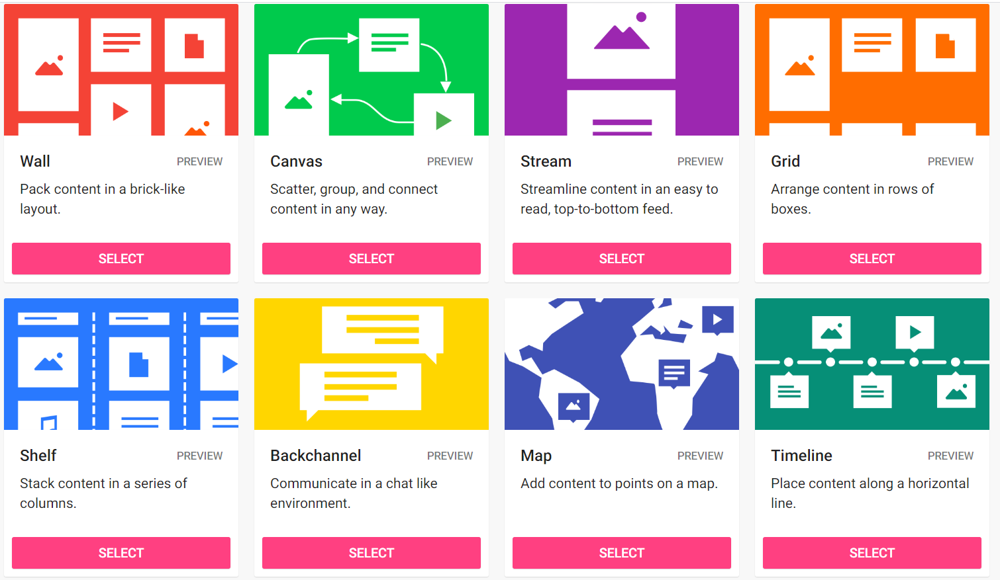 Wall PREVIEW
Pack content in a brick-like
layout.
SELECT
Canvas PREVIEW
Scatter, group, and connect
content in any way.
SELECT
Stream PREVIEW
Streamline content in an easy to
read, top-to-bottom feed.
SELECT
Grid PREVIEW
Arrange content in rows of
boxes.
SELECT
Shelf PREVIEW
Stack content in a series of
columns.
SELECT
Backchannel PREVIEW
Communicate in a chat like
environment.
SELECT
Map PREVIEW
Add content to points on a map.
SELECT
Timeline PREVIEW
Place content along a horizontal
line.
SELECT